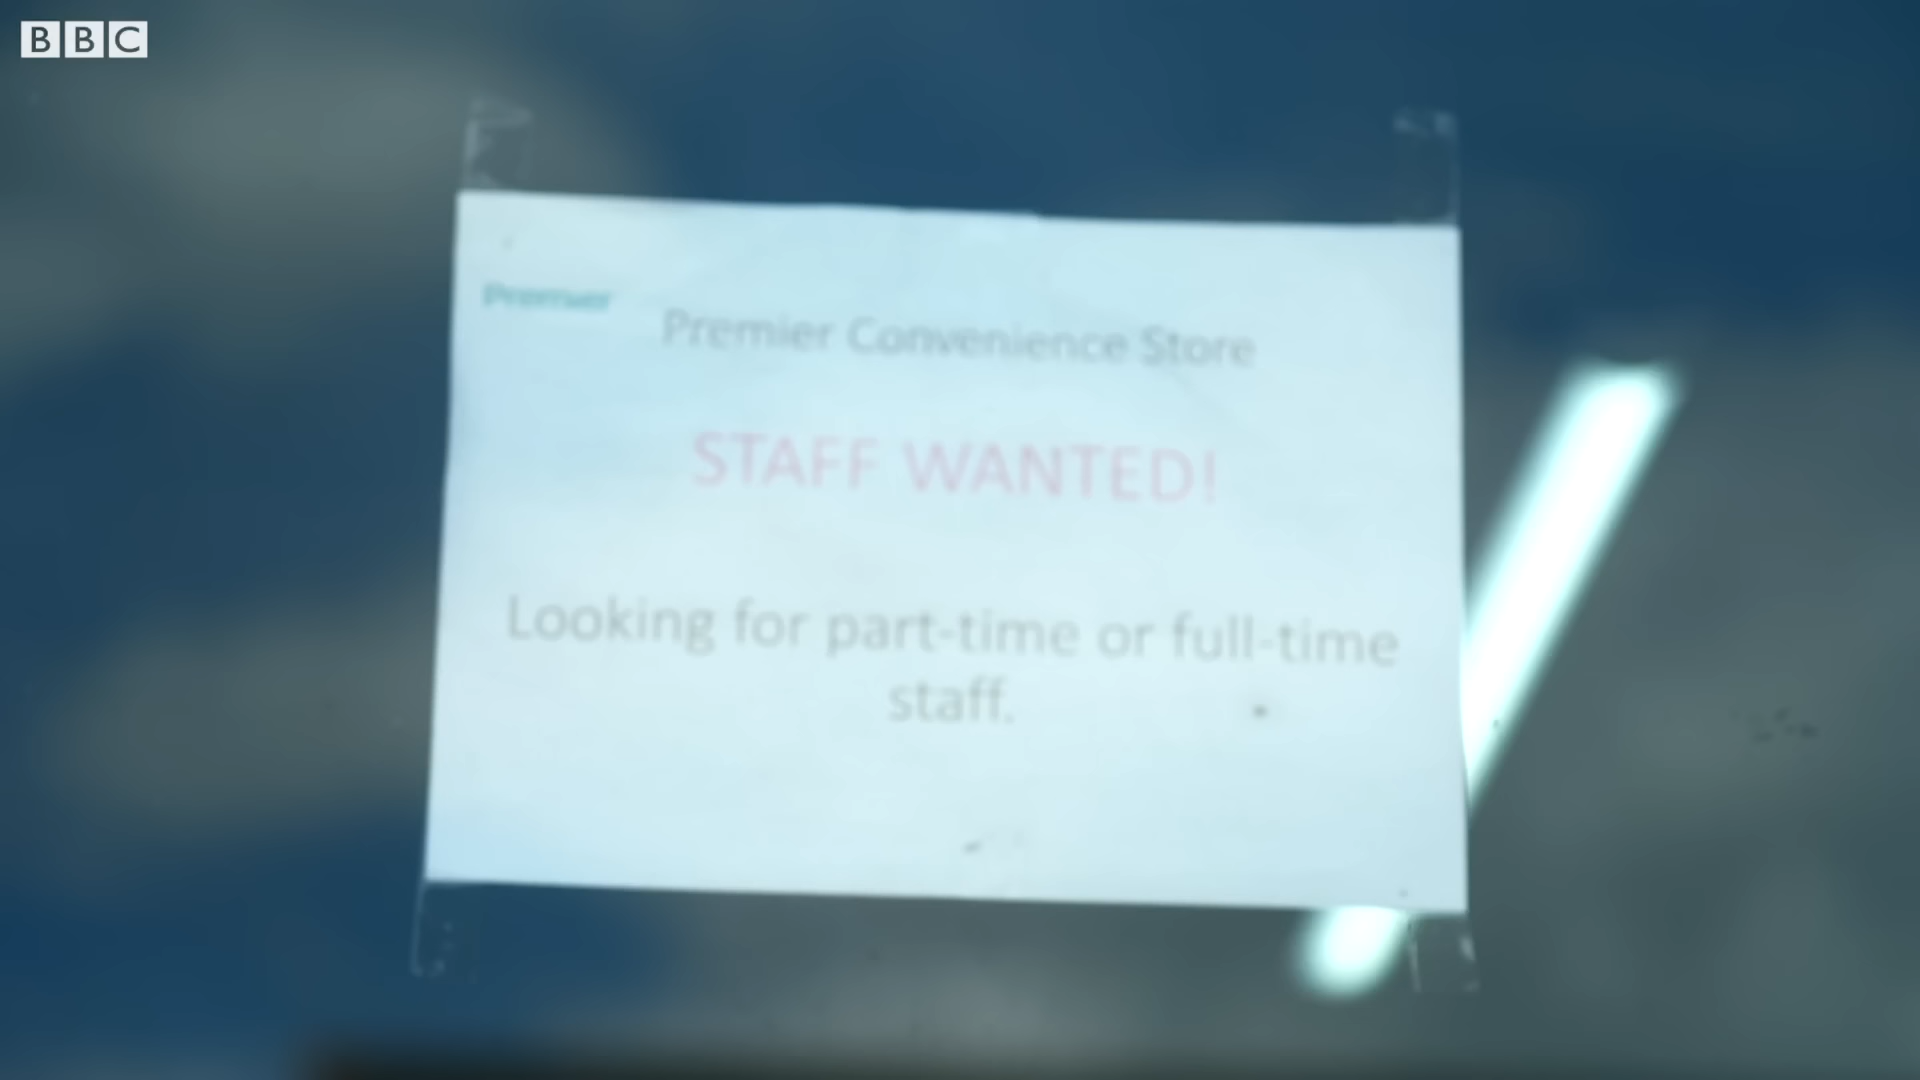 BBC
Premier
Premier Convenience Store
STAFF WANTED!
Looking for part-time or full-time
staff.